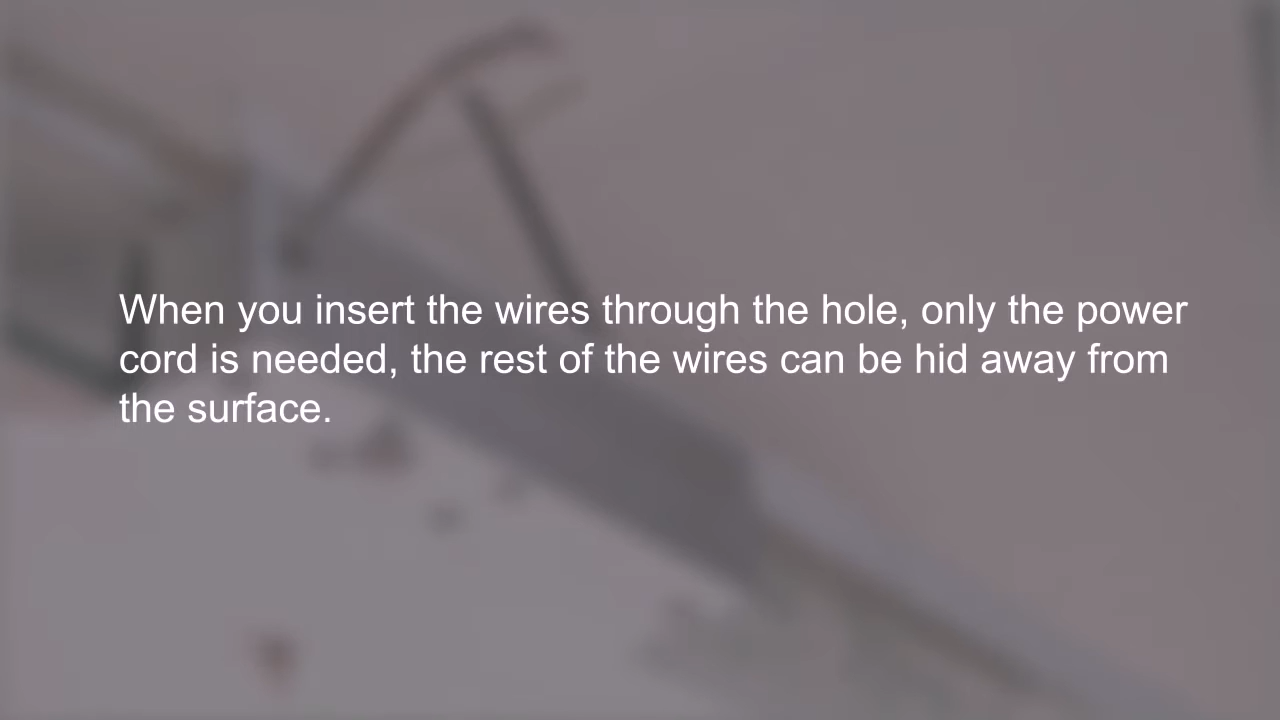 When you insert the wires through the hole, only the power
cord is needed, the rest of the wires can be hid away from
the surface.